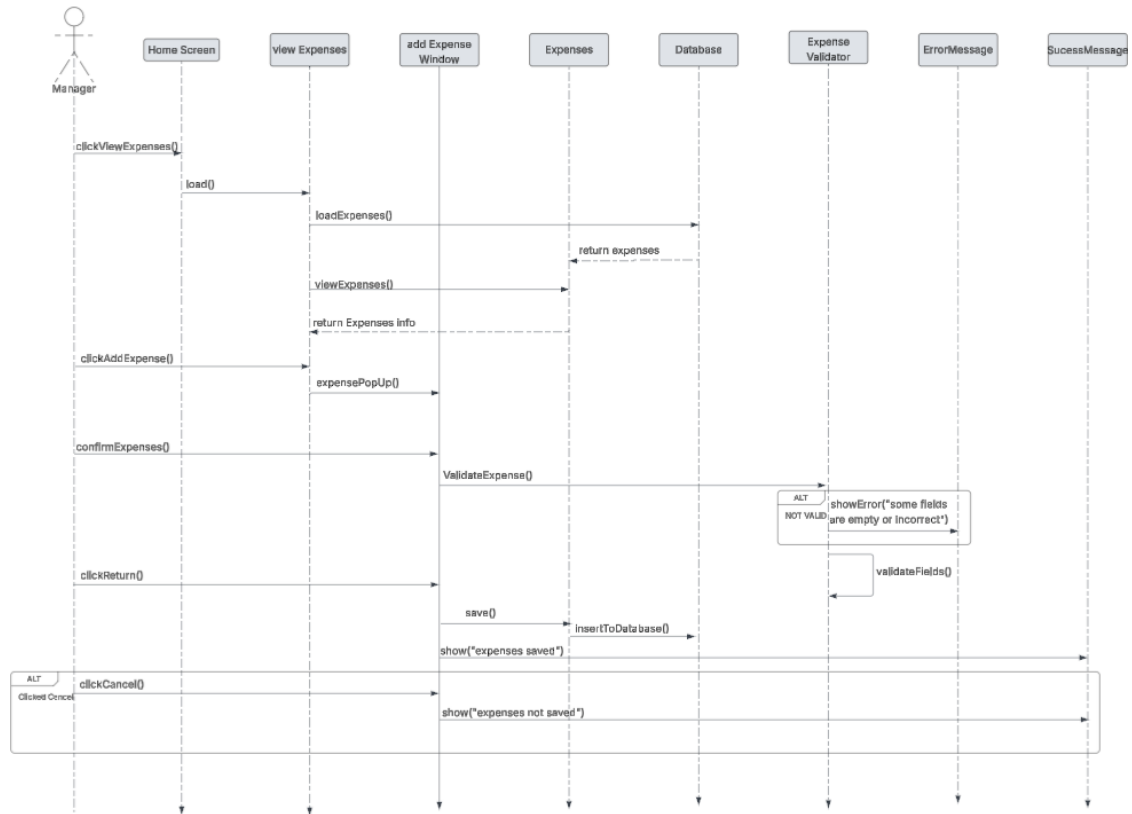 Home Screen
view Expenses
add Expense
Window
Expenses
Database
Expense
Validator
ErrorMessage
SucessMessage
Manager
clickViewExpenses()
load()
loadExpenses()
return expenses
viewExpenses()
return Expenses info
clickAddExpense()
expensePopUp()
confirmExpenses()
ValidateExpense()
ALT
NOT VALID
showError("some fields
are empty or incorrect")
validateFields()
clickReturn()
save()
insertToDatabase()
show("expenses saved")
ALT
Clicked Cancel
clickCancel()
show("expenses not saved")